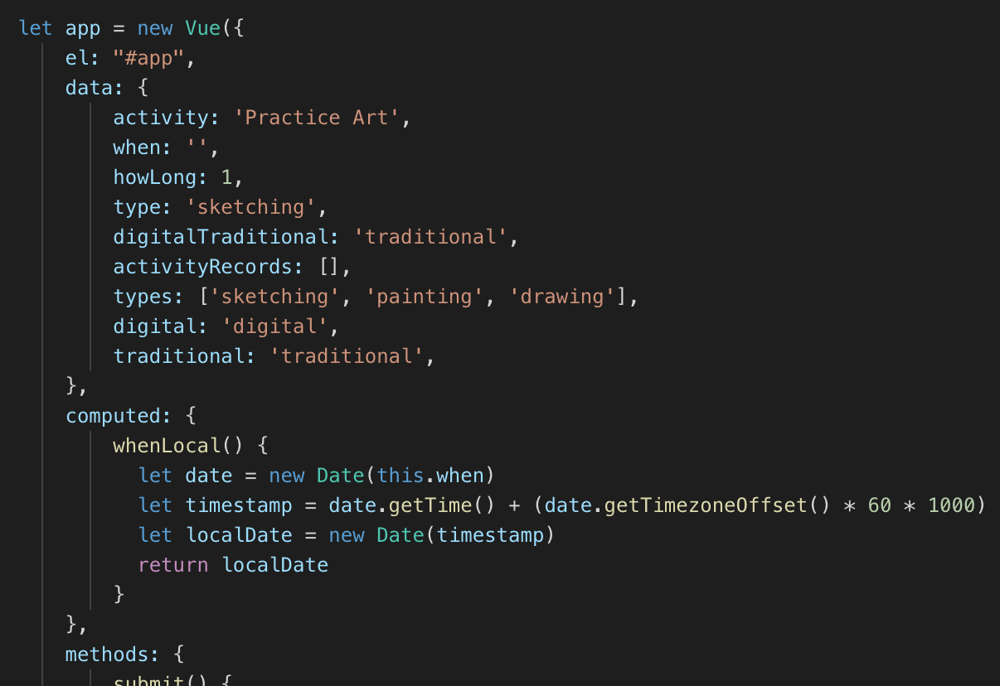 let app = new Vue({
    el: "#app",
    data: {
        activity: 'Practice Art',
        when: '',
        howLong: 1,
        type: 'sketching',
        digitalTraditional: 'traditional',
        activityRecords: [],
        types: ['sketching', 'painting', 'drawing'],
        digital: 'digital',
        traditional: 'traditional',
    },
    computed: {
        whenLocal() {
          let date = new Date(this.when)
          let timestamp = date.getTime() + (date.getTimezoneOffset() * 60 * 1000)
          let localDate = new Date(timestamp)
          return localDate
        }
    },
    methods: {
        submit() {